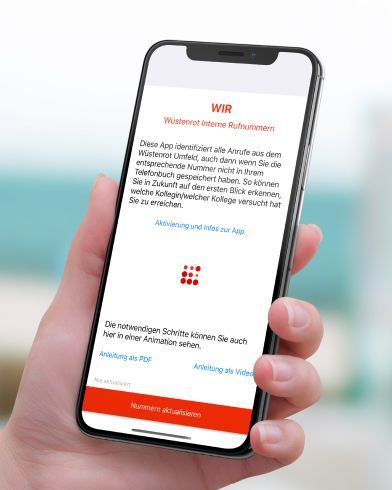 WIR
Wüstenrot Interne Rufnummern
Diese App identifiziert alle Anrufe aus dem
Wüstenrot Umfeld, auch dann wenn Sie die
entsprechende Nummer nicht in Ihrem
Telefonbuch gespeichert haben. So können
Sie in Zukunft auf den ersten Blick erkennen,
welche Kollegin/welcher Kollege versucht hat
Sie zu erreichen.
Aktivierung und Infos zur App
Die notwendigen Schritte können Sie auch
hier in einer Animation sehen.
Anleitung als PDF
Anleitung als Video
Nie aktualisiert
Nummern aktualisieren